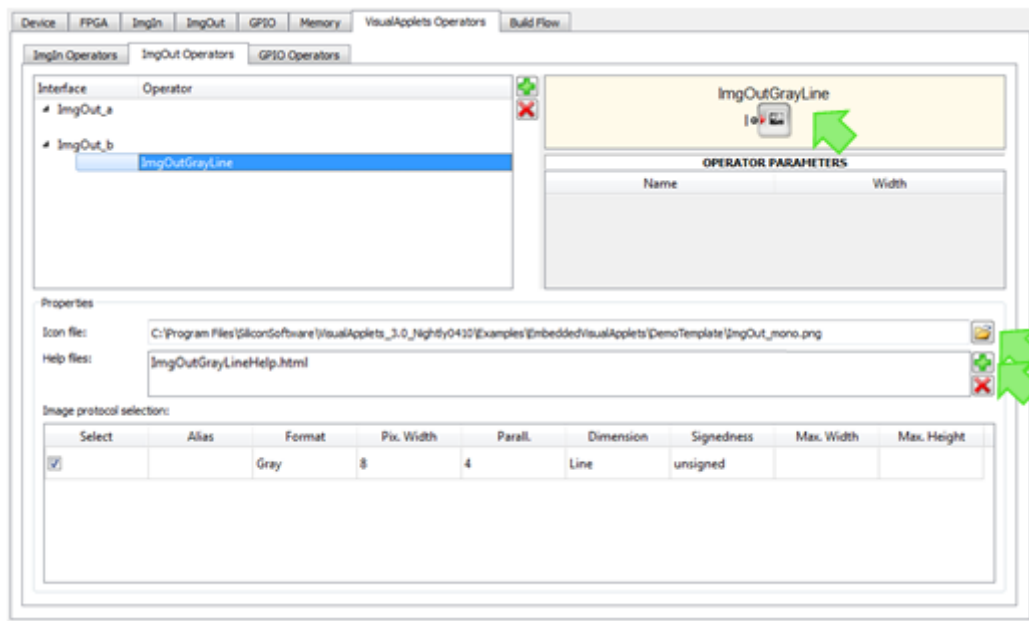 Device FPGA ImgIn ImgOut GPIO Memory VisualApplets Operators Build Flow
ImgIn Operators ImgOut Operators GPIO Operators
Interface Operator
ImgOut_a
ImgOut_b
ImgOutGrayLine
ImgOutGrayLine
OPERATOR PARAMETERS
Name Width
Properties
Icon file: C:\Program Files\SiliconSoftware\VisualApplets_3.0_Nightly0410\Examples\EmbeddedVisualApplets\DemoTemplate\ImgOut_mono.png
Help files: ImgOutGrayLineHelp.html
Image protocol selection:
Select Alias Format Pix. Width Parall. Dimension Signedness Max. Width Max. Height
Gray 8 4 Line unsigned